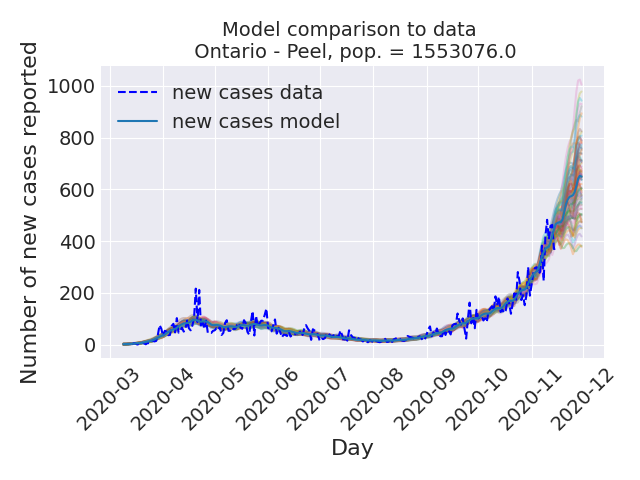 Model comparison to data
Ontario - Peel, pop. = 1553076.0
Number of new cases reported
1000
800
600
400
200
0
new cases data
new cases model
2020-03
2020-04
2020-05
2020-06
2020-07
2020-08
2020-09
2020-10
2020-11
2020-12
Day